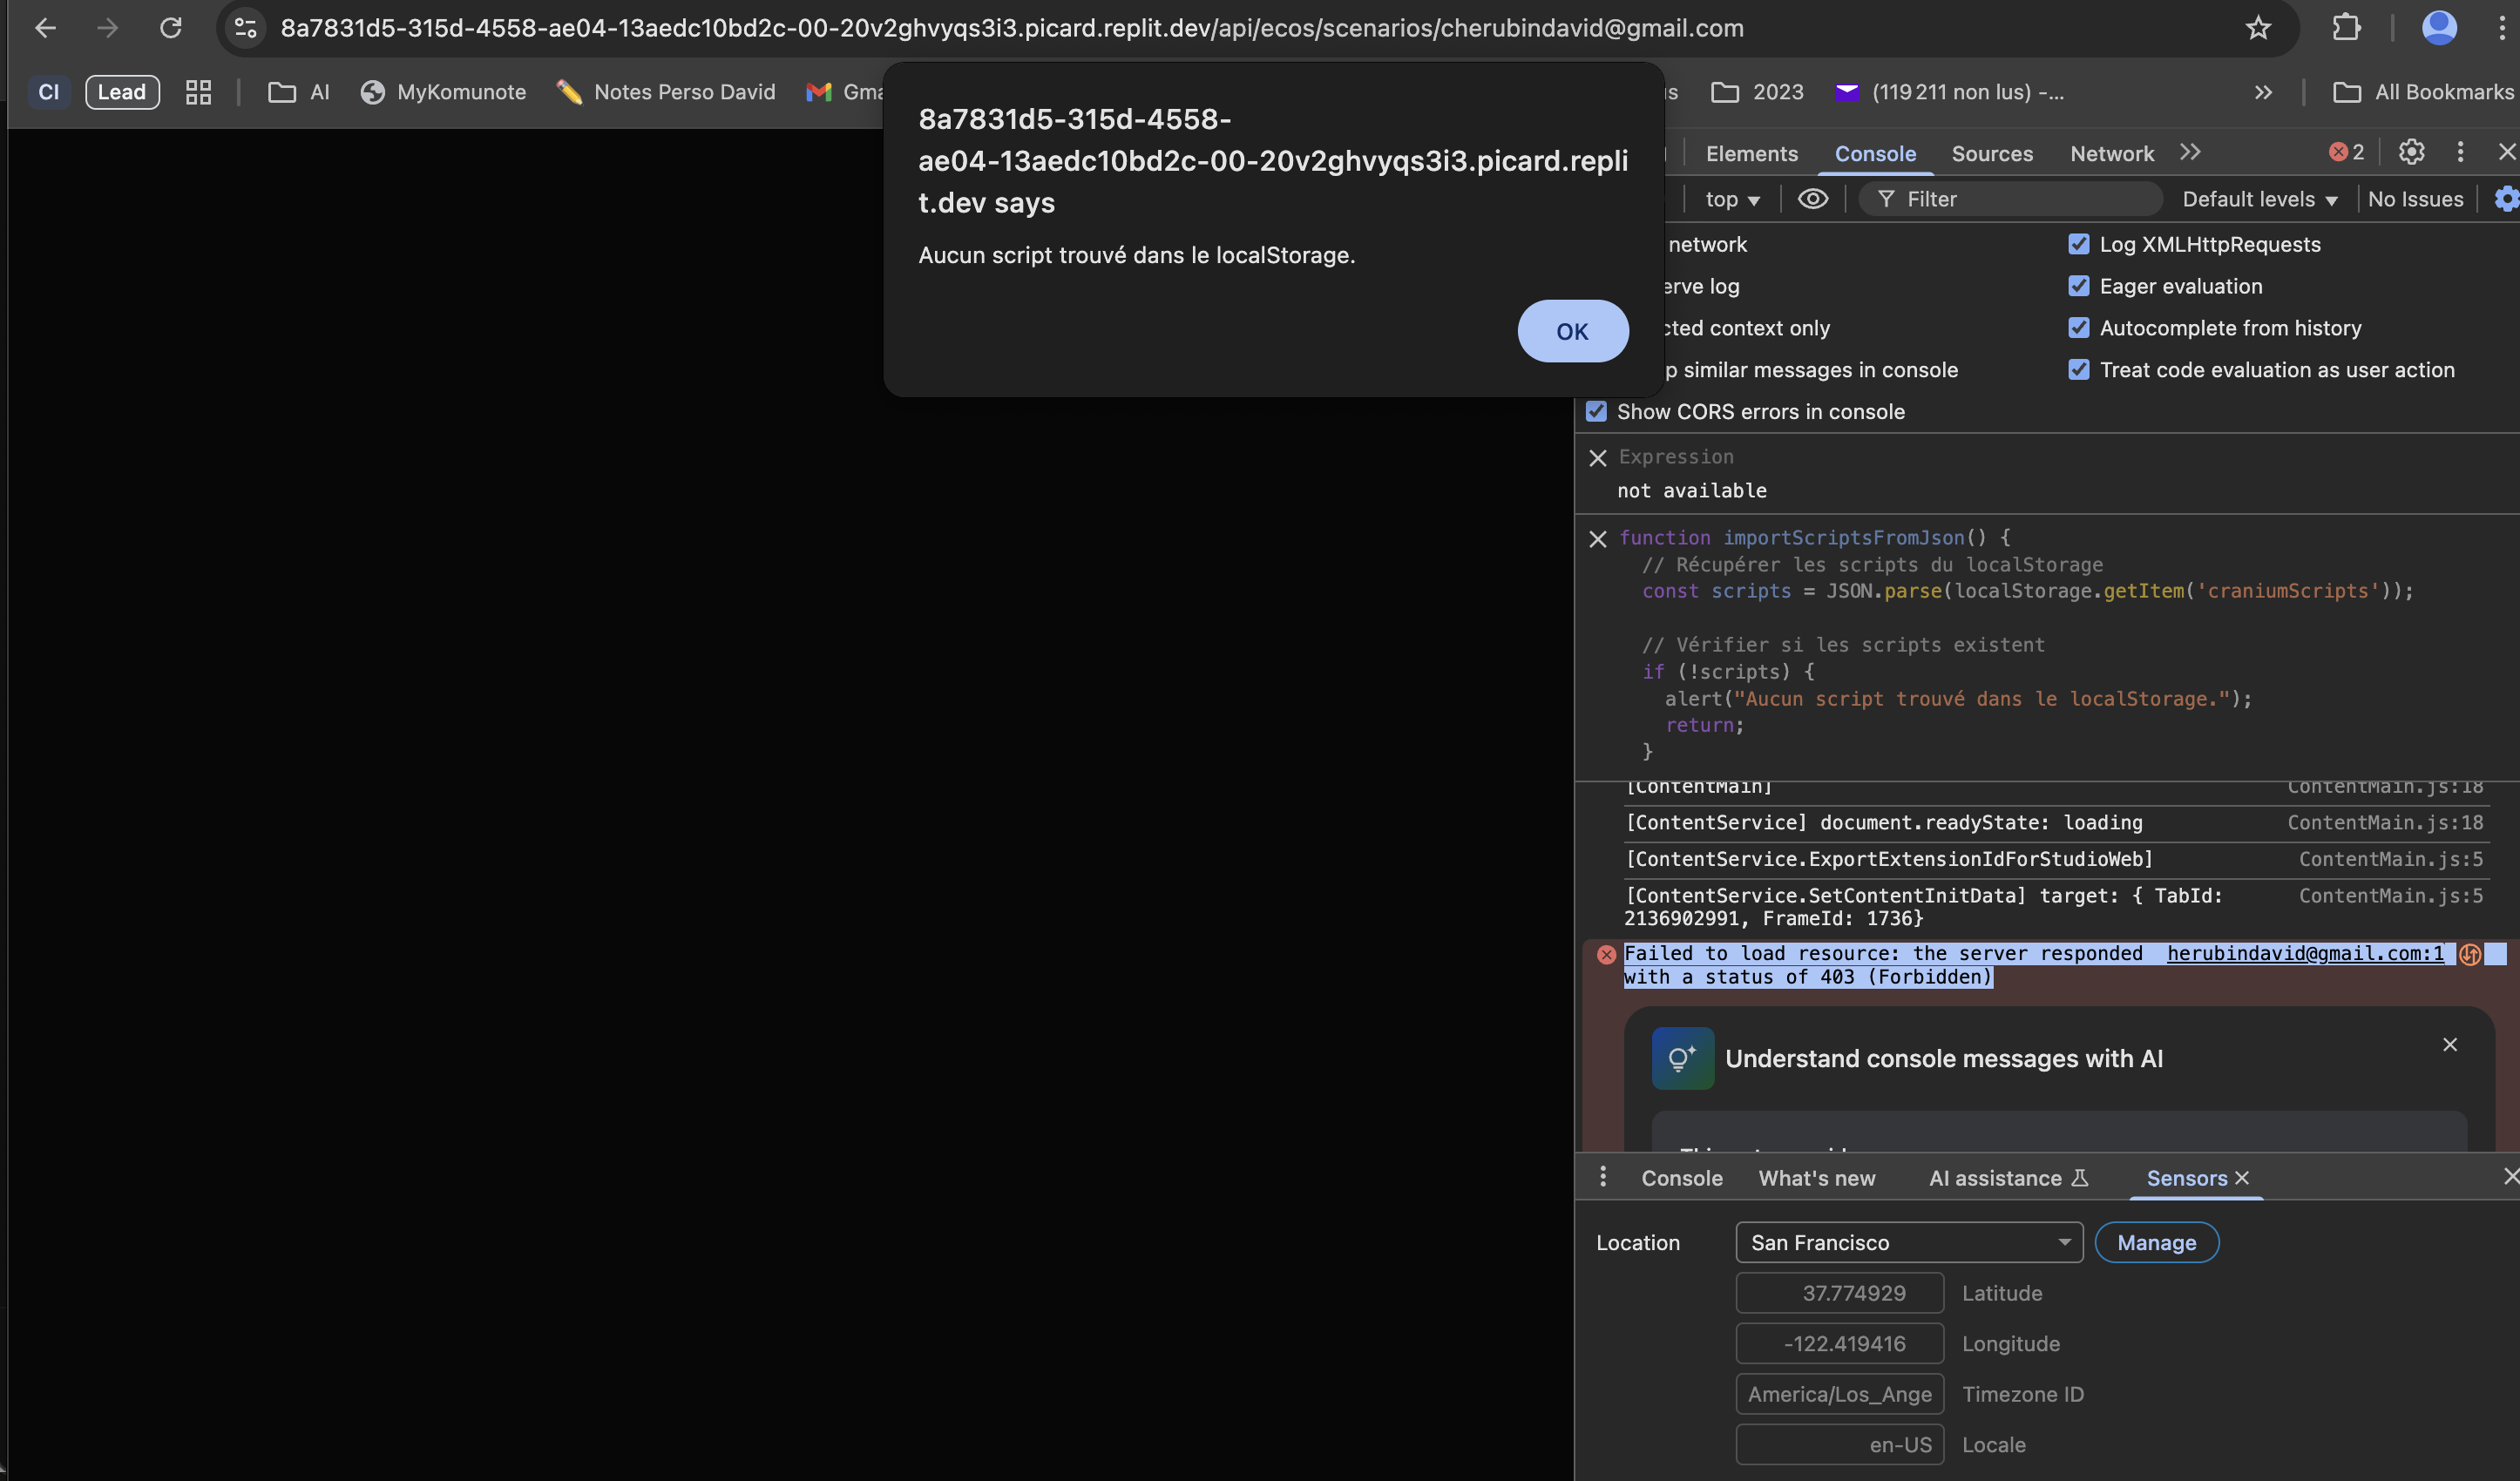 8a7831d5-315d-4558-ae04-13aedc10bd2c-00-20v2ghvyqs3i3.picard.replit.dev/api/ecos/scenarios/cherubindavid@gmail.com
CI Lead AI MyKomunote Notes Perso David Gma 2023 (119 211 non lus) -... All Bookmarks
8a7831d5-315d-4558-
ae04-13aedc10bd2c-00-20v2ghvyqs3i3.picard.repli
t.dev says
Aucun script trouvé dans le localStorage.
OK
Elements Console Sources Network 2
top Filter Default levels No Issues
network Log XMLHttpRequests
erve log Eager evaluation
cted context only Autocomplete from history
p similar messages in console Treat code evaluation as user action
Show CORS errors in console
Expression
not available
function importScriptsFromJson() {
// Récupérer les scripts du localStorage
const scripts = JSON.parse(localStorage.getItem('craniumScripts'));
// Vérifier si les scripts existent
if (!scripts) {
alert("Aucun script trouvé dans le localStorage.");
return;
}
[ContentMain] ContentMain.js:18
[ContentService] document.readyState: loading ContentMain.js:18
[ContentService.ExportExtensionIdForStudioWeb] ContentMain.js:5
[ContentService.SetContentInitData] target: { TabId: ContentMain.js:5
2136902991, FrameId: 1736}
Failed to load resource: the server responded herubindavid@gmail.com:1
with a status of 403 (Forbidden)
Understand console messages with AI
Console What's new AI assistance Sensors
Location San Francisco Manage
37.774929 Latitude
-122.419416 Longitude
America/Los_Ange Timezone ID
en-US Locale